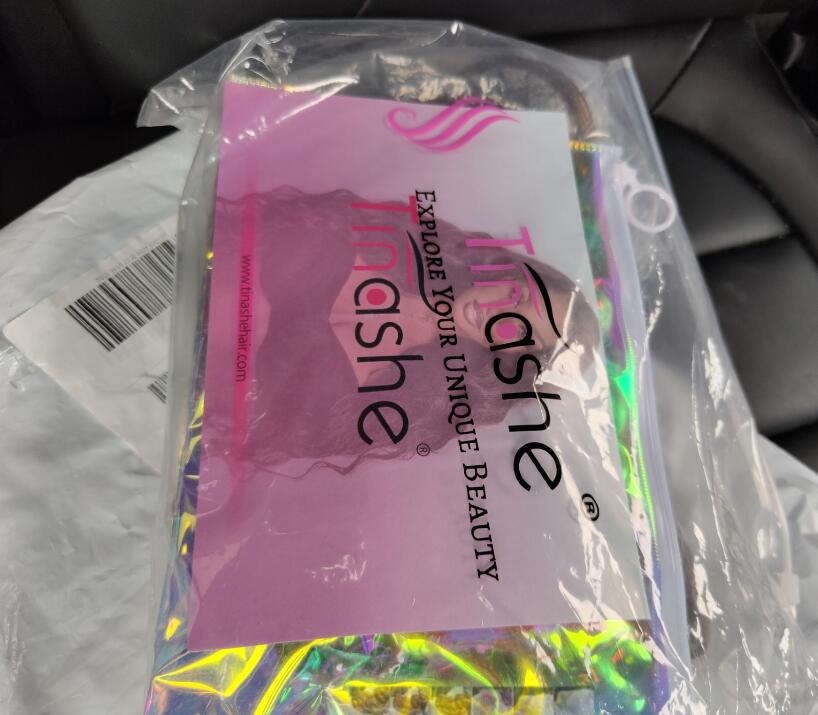 Tinashe®
EXPLORE YOUR UNIQUE BEAUTY
Tinashe®
www.tinashehair.com